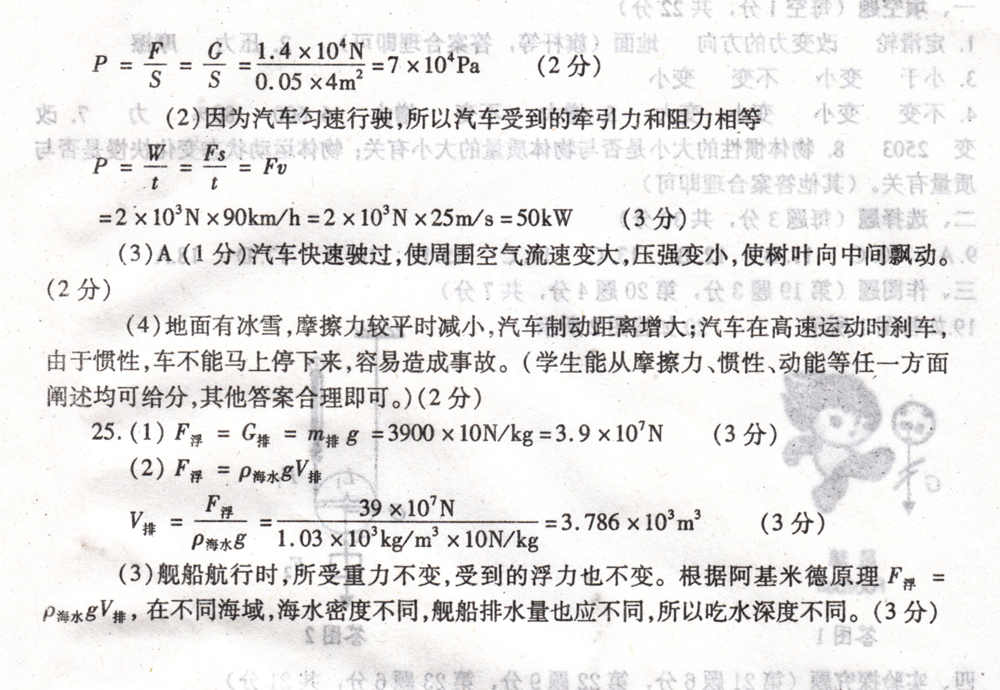 P = F/S = G/S = 1.4×10⁴N/0.05×4m² =7×10⁴Pa (2分)
(2)因为汽车匀速行驶,所以汽车受到的牵引力和阻力相等
P = W/t = Fs/t = Fv
=2×10³N×90km/h=2×10³N×25m/s=50kW (3分)
(3)A(1分)汽车快速驶过,使周围空气流速变大,压强变小,使树叶向中间飘动。
(2分)
(4)地面有冰雪,摩擦力较平时减小,汽车制动距离增大;汽车在高速运动时刹车,
由于惯性,车不能马上停下来,容易造成事故。(学生能从摩擦力、惯性、动能等任一方面
阐述均可给分,其他答案合理即可。)(2分)
25.(1) F浮 = G排 = m排 g =3900×10N/kg=3.9×10⁷N (3分)
(2) F浮 = ρ海水gV排
V排 = F浮/ρ海水g = 39×10⁷N/1.03×10³kg/m³×10N/kg =3.786×10³m³ (3分)
(3)舰船航行时,所受重力不变,受到的浮力也不变。根据阿基米德原理 F浮 =
ρ海水gV排,在不同海域,海水密度不同,舰船排水量也应不同,所以吃水深度不同。(3分)